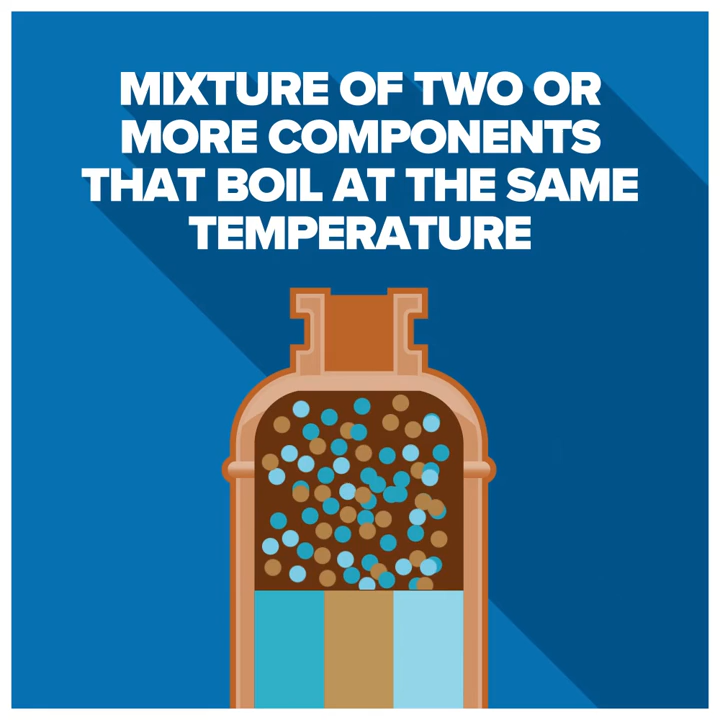 MIXTURE OF TWO OR
MORE COMPONENTS
THAT BOIL AT THE SAME
TEMPERATURE